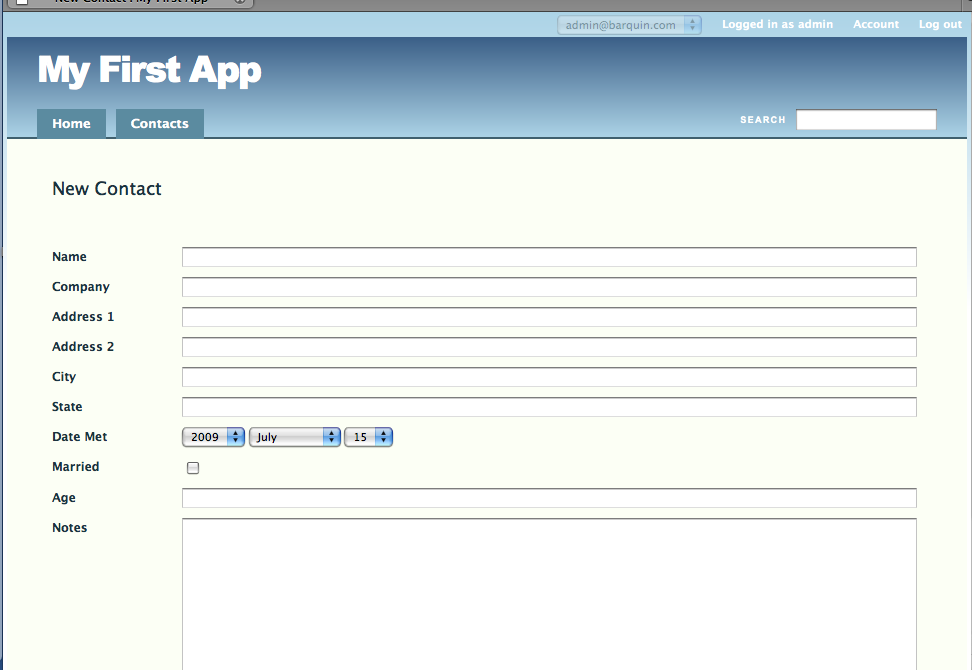 New Contact : My First App
admin@barquin.com Logged in as admin Account Log out
My First App
Home Contacts SEARCH
New Contact
Name
Company
Address 1
Address 2
City
State
Date Met 2009 July 15
Married
Age
Notes